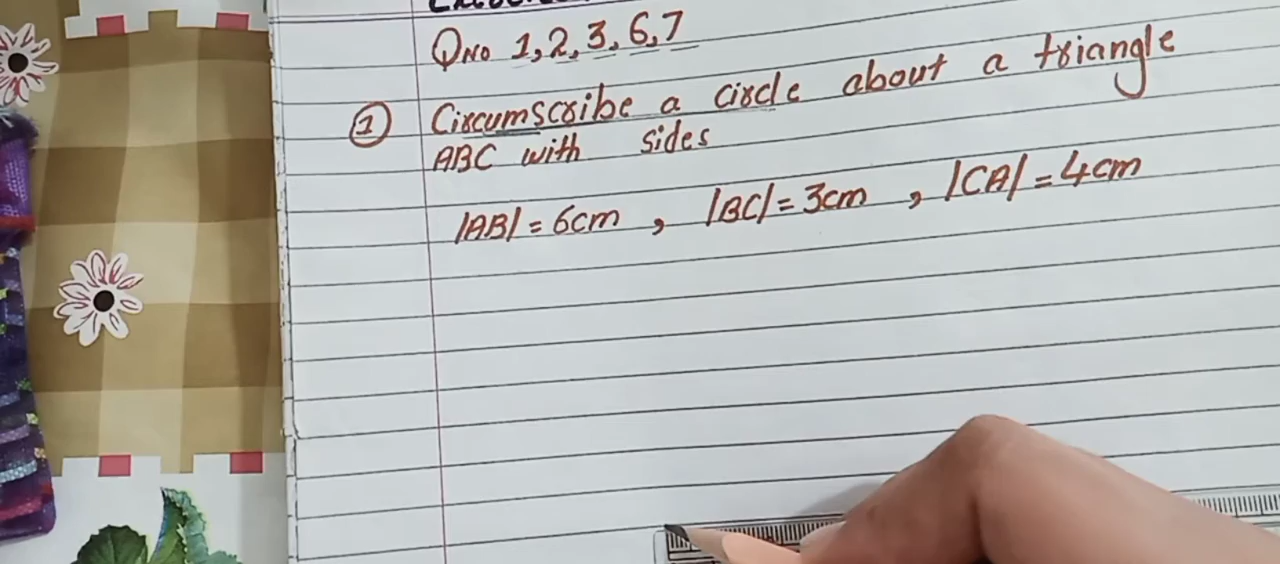 QNo 1,2,3,6,7
① Circumscribe a circle about a triangle
ABC with sides
|AB| = 6cm , |BC| = 3cm , |CA| = 4cm